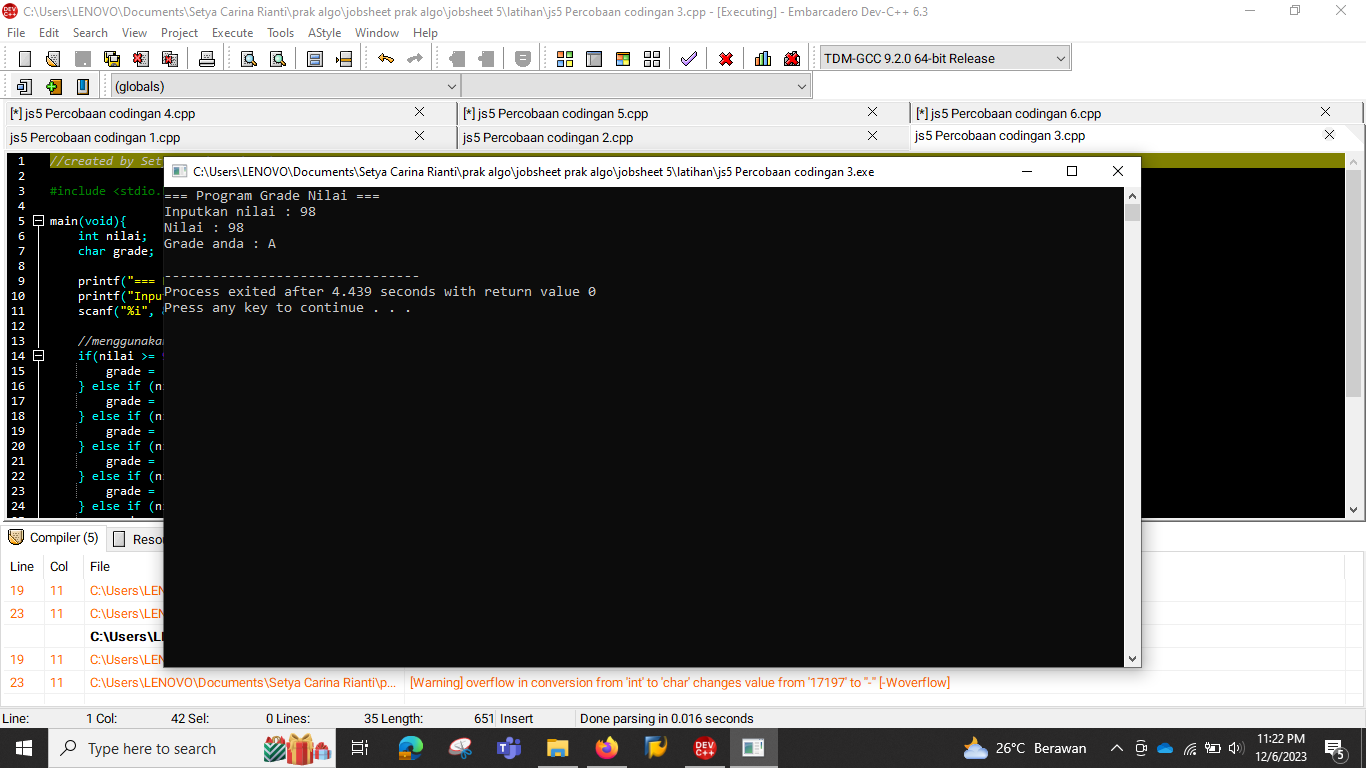 C:\Users\LENOVO\Documents\Setya Carina Rianti\prak algo\jobsheet prak algo\jobsheet 5\latihan\js5 Percobaan codingan 3.cpp - [Executing] - Embarcadero Dev-C++ 6.3
File Edit Search View Project Execute Tools AStyle Window Help
TDM-GCC 9.2.0 64-bit Release
(globals)
[*] js5 Percobaan codingan 4.cpp [*] js5 Percobaan codingan 5.cpp [*] js5 Percobaan codingan 6.cpp
js5 Percobaan codingan 1.cpp js5 Percobaan codingan 2.cpp js5 Percobaan codingan 3.cpp
1 //created by Set
2
3 #include <stdio.
4
5 main(void){
6 int nilai;
7 char grade;
8
9 printf("===
10 printf("Inpu
11 scanf("%i",
12
13 //menggunaka
14 if(nilai >=
15 grade =
16 } else if (n
17 grade =
18 } else if (n
19 grade =
20 } else if (n
21 grade =
22 } else if (n
23 grade =
24 } else if (n
C:\Users\LENOVO\Documents\Setya Carina Rianti\prak algo\jobsheet prak algo\jobsheet 5\latihan\js5 Percobaan codingan 3.exe
=== Program Grade Nilai ===
Inputkan nilai : 98
Nilai : 98
Grade anda : A
--------------------------------
Process exited after 4.439 seconds with return value 0
Press any key to continue . . .
Compiler (5) Resou
Line Col File
19 11 C:\Users\LEN
23 11 C:\Users\LEN
C:\Users\L
19 11 C:\Users\LEN
23 11 C:\Users\LENOVO\Documents\Setya Carina Rianti\p... [Warning] overflow in conversion from 'int' to 'char' changes value from '17197' to ''-'' [-Woverflow]
Line: 1 Col: 42 Sel: 0 Lines: 35 Length: 651 Insert Done parsing in 0.016 seconds
Type here to search
DEV C++
26°C Berawan
11:22 PM
12/6/2023
5